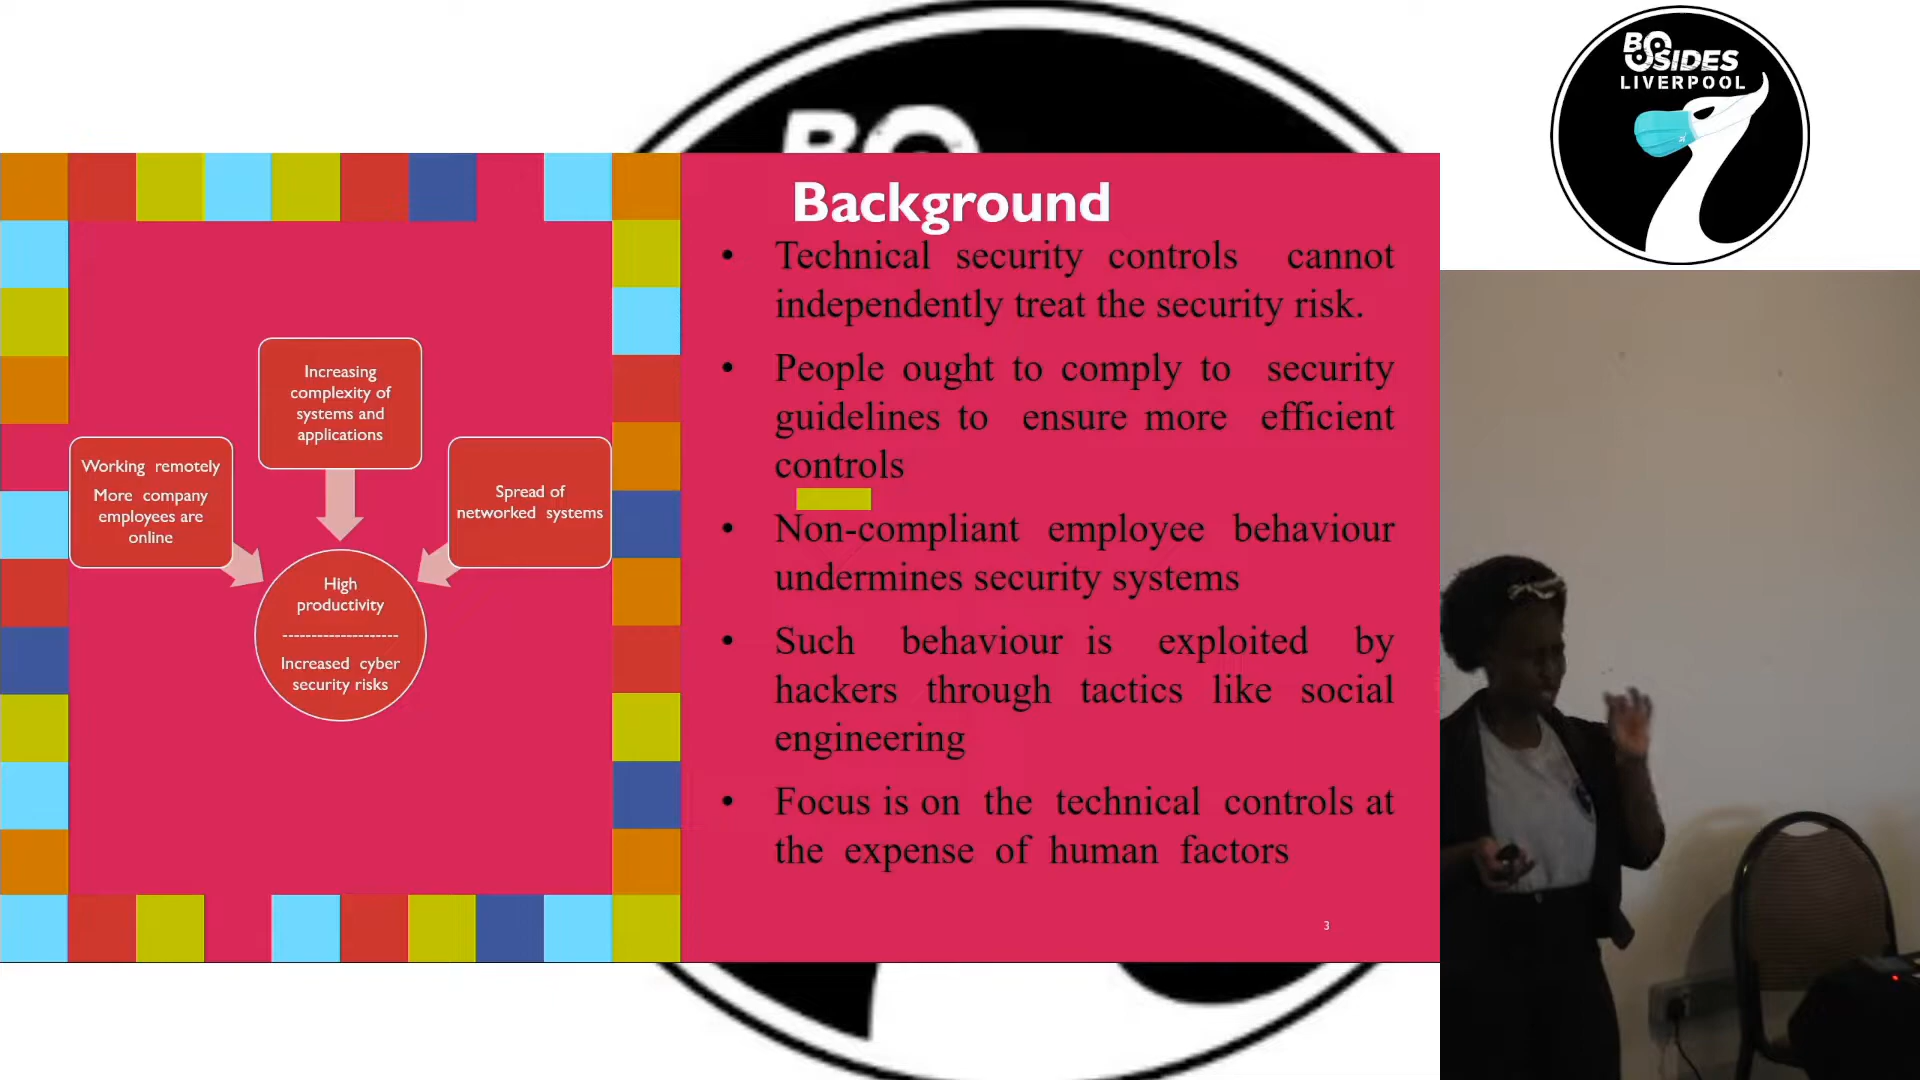 BSIDES
LIVERPOOL
Background
Increasing
complexity of
systems and
applications
Working remotely
More company
employees are
online
Spread of
networked systems
High
productivity
--------------------
Increased cyber
security risks
• Technical security controls cannot
independently treat the security risk.
• People ought to comply to security
guidelines to ensure more efficient
controls
• Non-compliant employee behaviour
undermines security systems
• Such behaviour is exploited by
hackers through tactics like social
engineering
• Focus is on the technical controls at
the expense of human factors
3